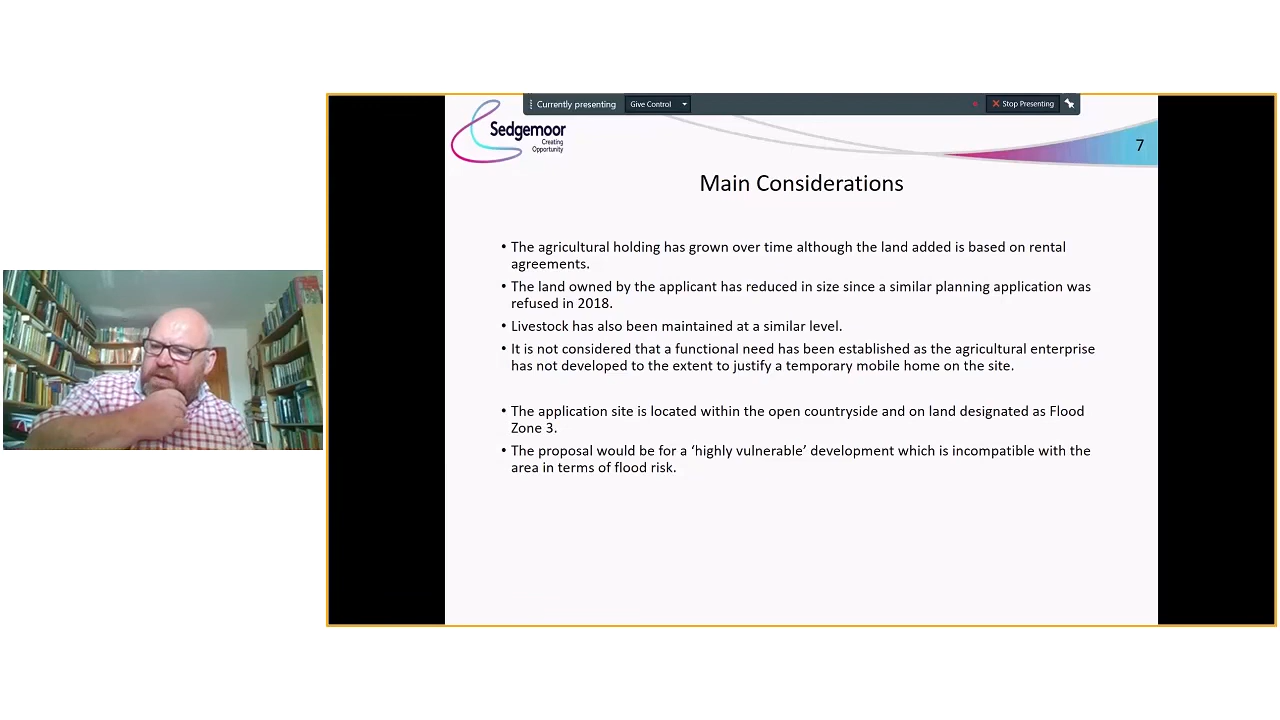 Currently presenting
Give Control
Stop Presenting
Sedgemoor
Creating
Opportunity
7
Main Considerations
• The agricultural holding has grown over time although the land added is based on rental
agreements.
• The land owned by the applicant has reduced in size since a similar planning application was
refused in 2018.
• Livestock has also been maintained at a similar level.
• It is not considered that a functional need has been established as the agricultural enterprise
has not developed to the extent to justify a temporary mobile home on the site.
• The application site is located within the open countryside and on land designated as Flood
Zone 3.
• The proposal would be for a ‘highly vulnerable’ development which is incompatible with the
area in terms of flood risk.